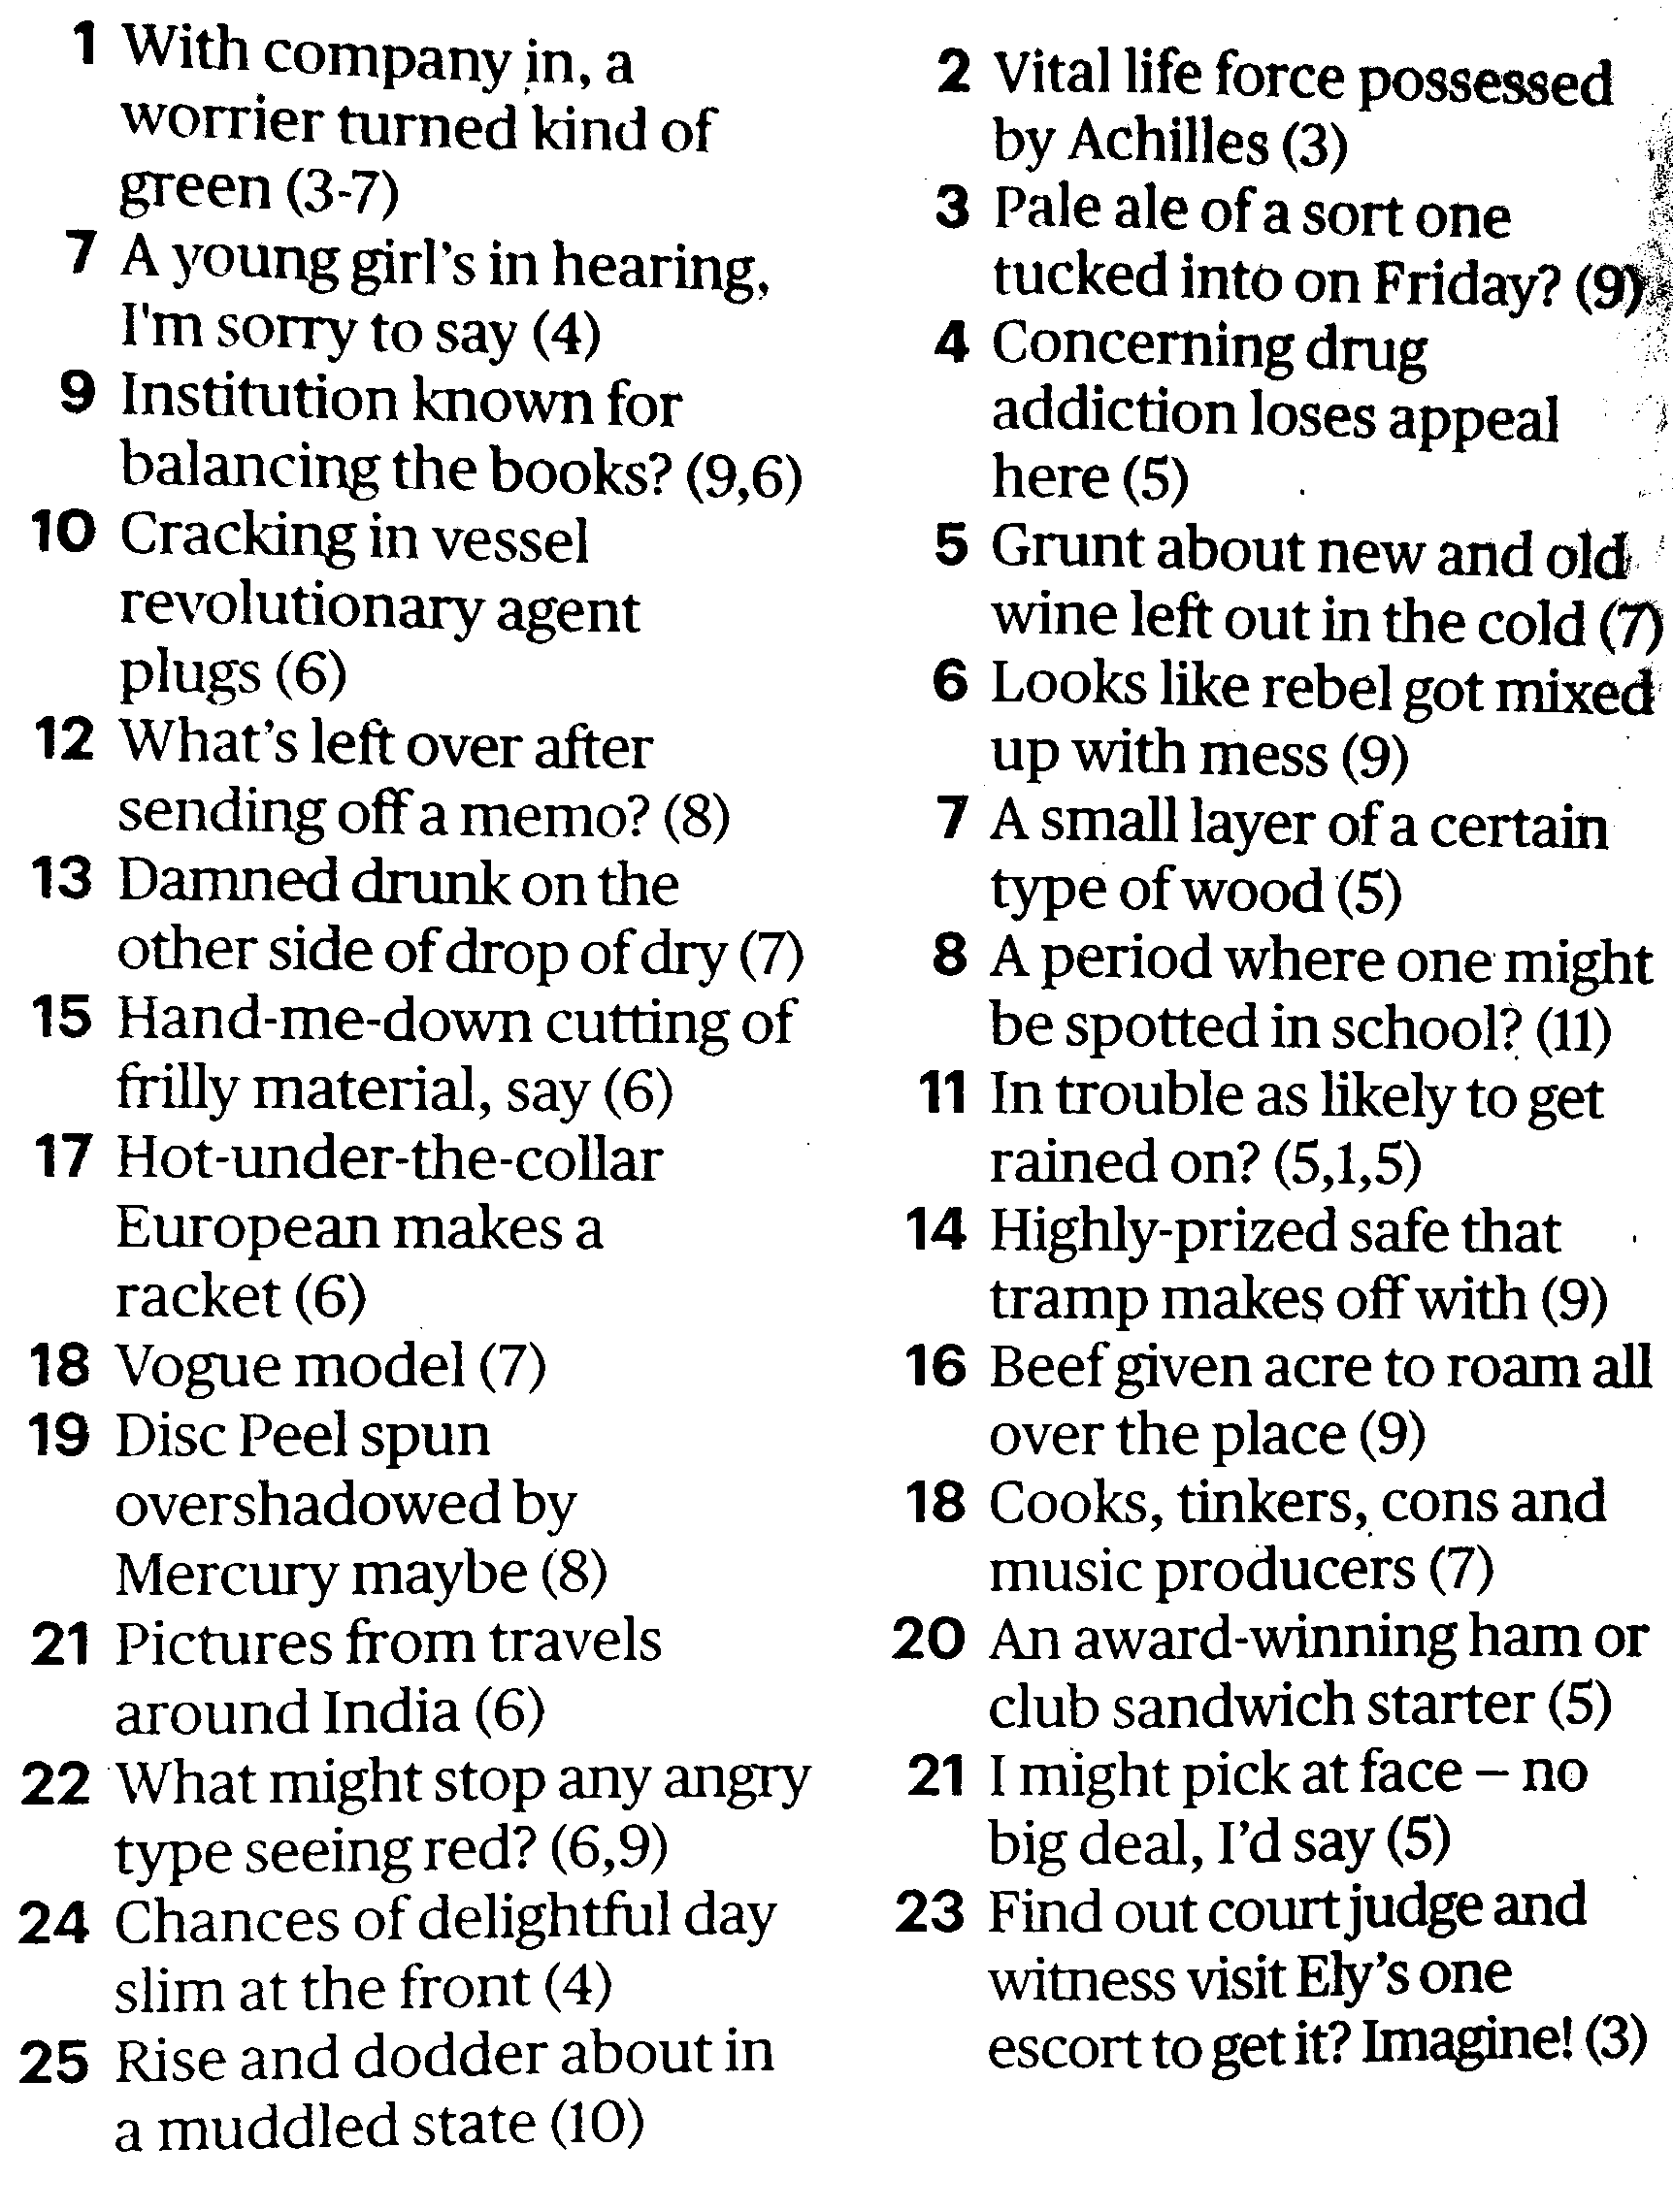 1 With company in, a
worrier turned kind of
green (3-7)
7 A young girl's in hearing,
I'm sorry to say (4)
9 Institution known for
balancing the books? (9,6)
10 Cracking in vessel
revolutionary agent
plugs (6)
12 What's left over after
sending off a memo? (8)
13 Damned drunk on the
other side of drop of dry (7)
15 Hand-me-down cutting of
frilly material, say (6)
17 Hot-under-the-collar
European makes a
racket (6)
18 Vogue model (7)
19 Disc Peel spun
overshadowed by
Mercury maybe (8)
21 Pictures from travels
around India (6)
22 What might stop any angry
type seeing red? (6,9)
24 Chances of delightful day
slim at the front (4)
25 Rise and dodder about in
a muddled state (10)
2 Vital life force possessed
by Achilles (3)
3 Pale ale of a sort one
tucked into on Friday? (9)
4 Concerning drug
addiction loses appeal
here (5)
5 Grunt about new and old
wine left out in the cold (7)
6 Looks like rebel got mixed
up with mess (9)
7 A small layer of a certain
type of wood (5)
8 A period where one might
be spotted in school? (11)
11 In trouble as likely to get
rained on? (5,1,5)
14 Highly-prized safe that
tramp makes off with (9)
16 Beef given acre to roam all
over the place (9)
18 Cooks, tinkers, cons and
music producers (7)
20 An award-winning ham or
club sandwich starter (5)
21 I might pick at face – no
big deal, I'd say (5)
23 Find out court judge and
witness visit Ely's one
escort to get it? Imagine! (3)